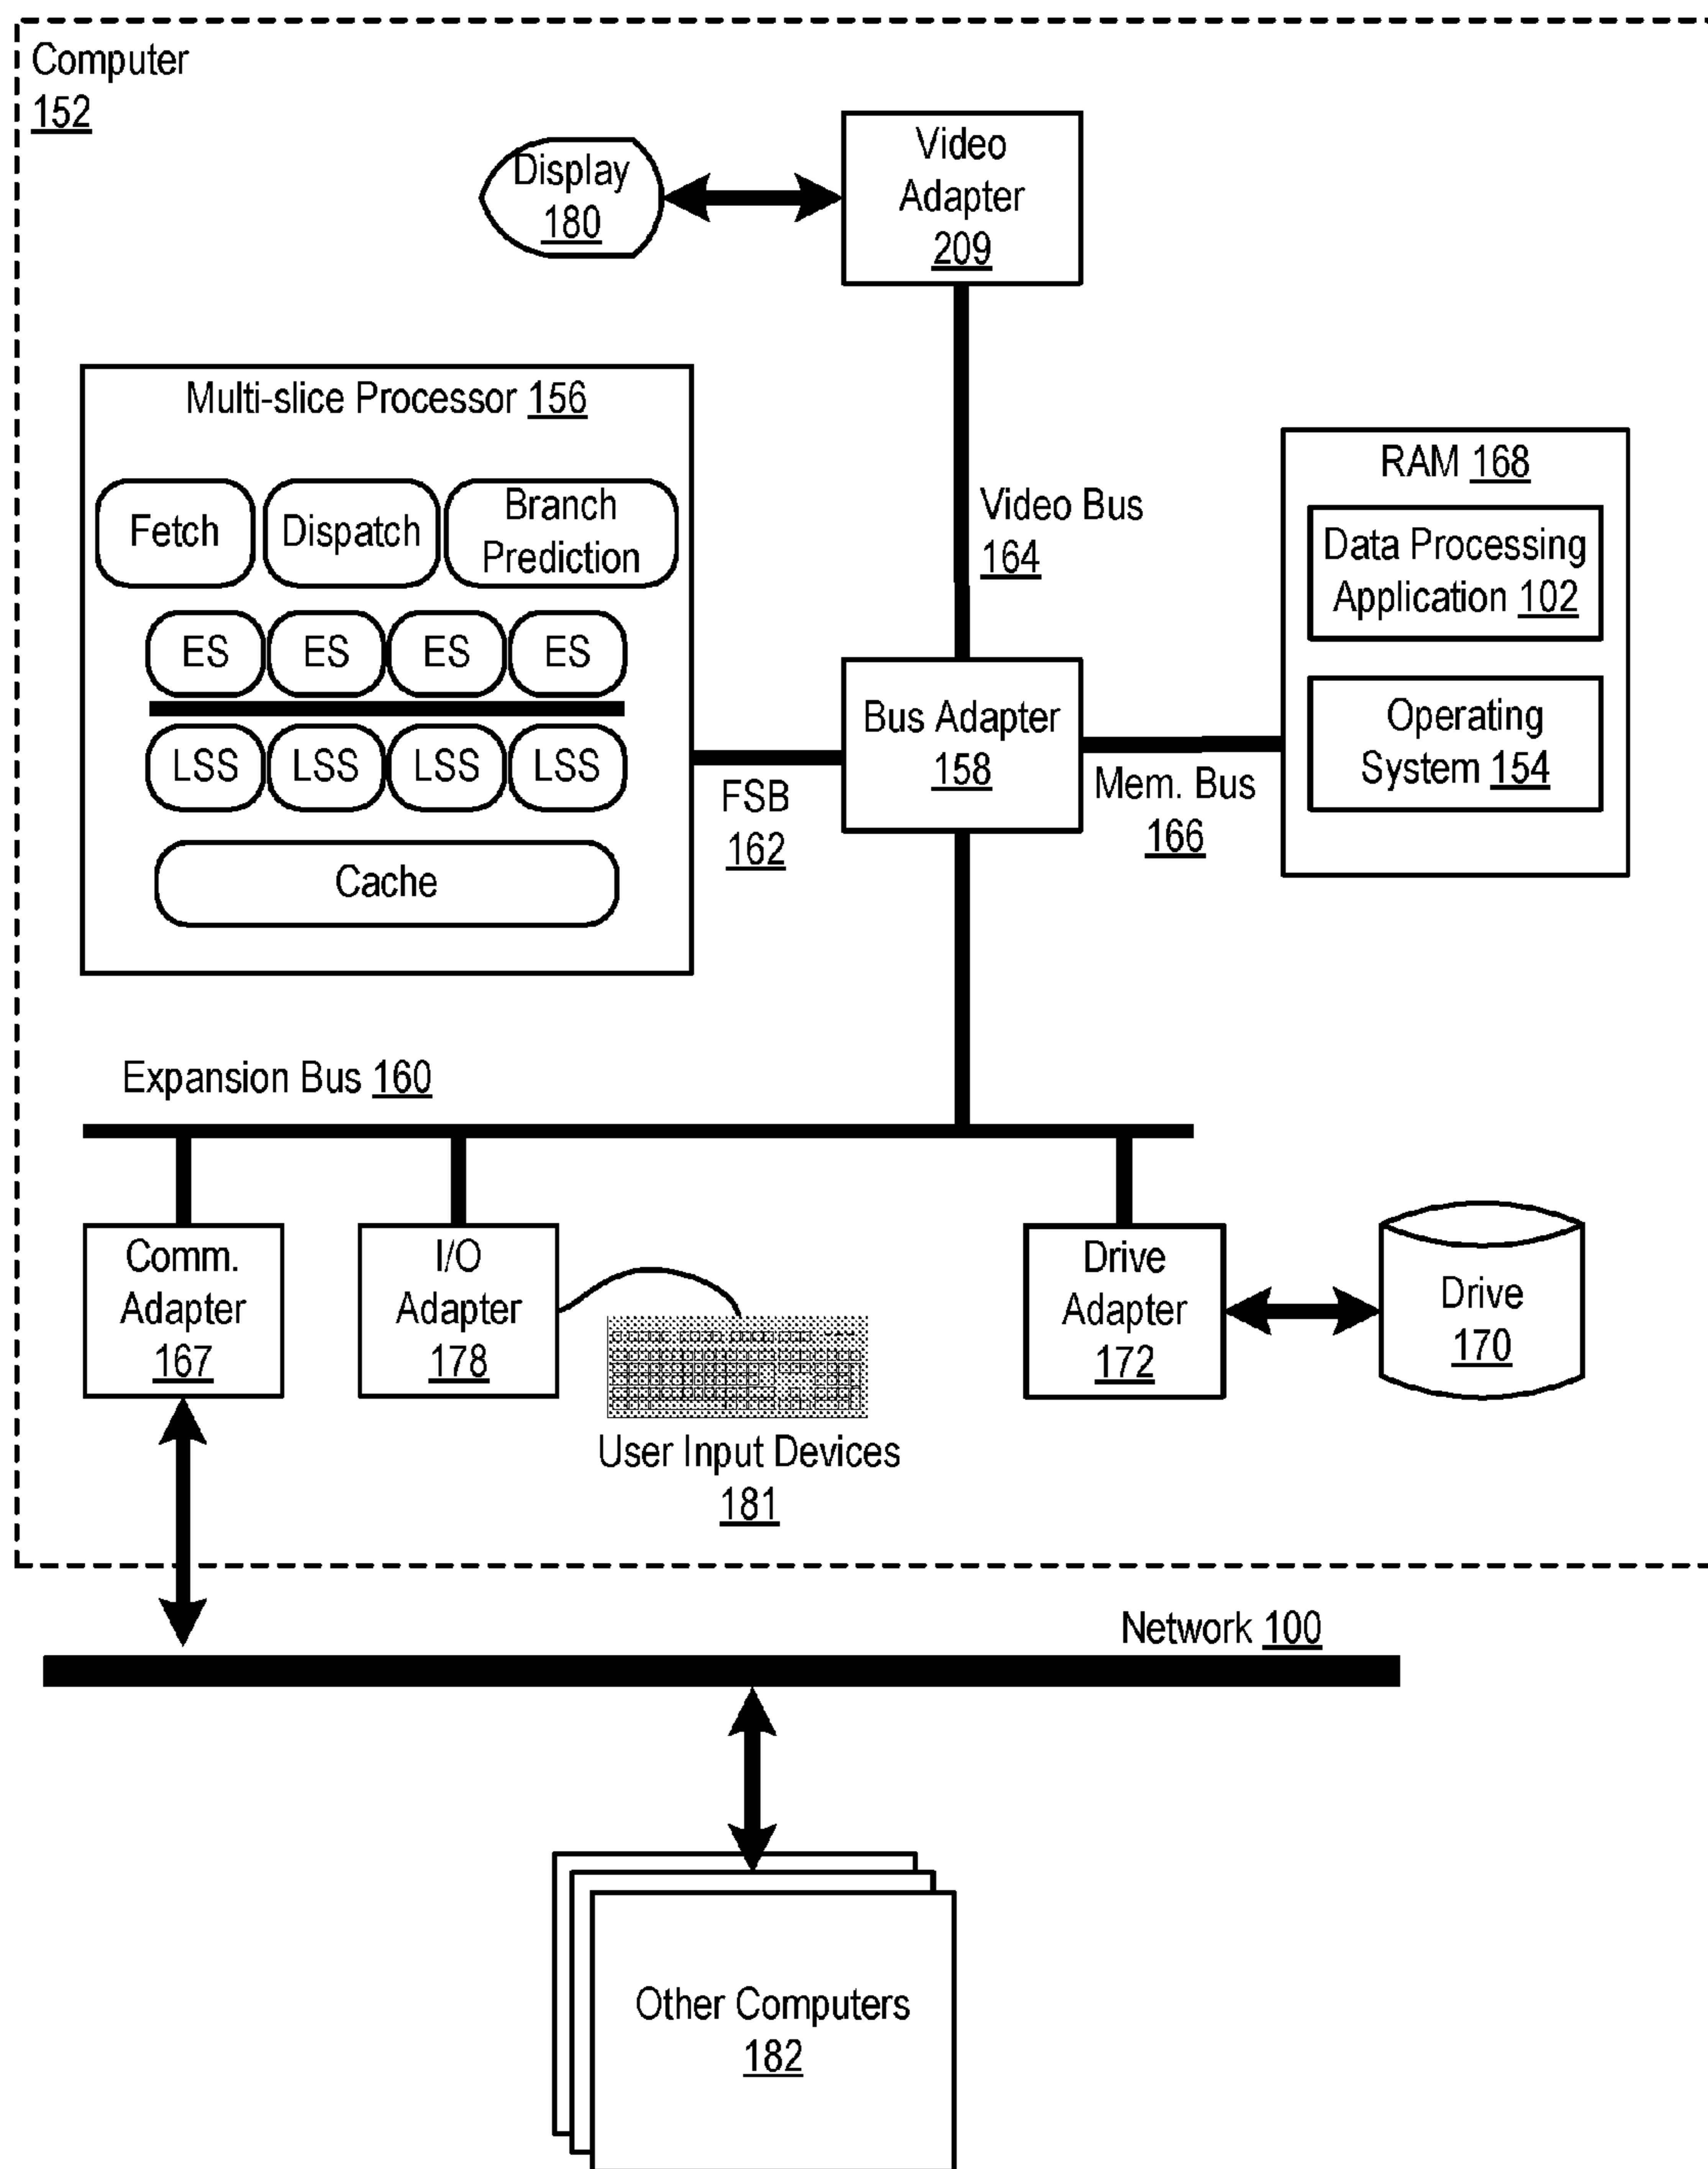 Computer
152
Display
180
Video
Adapter
209
Multi-slice Processor 156
Fetch
Dispatch
Branch
Prediction
ES
ES
ES
ES
LSS
LSS
LSS
LSS
Cache
Video Bus
164
RAM 168
Data Processing
Application 102
Operating
System 154
Bus Adapter
158
FSB
162
Mem. Bus
166
Expansion Bus 160
Comm.
Adapter
167
I/O
Adapter
178
User Input Devices
181
Drive
Adapter
172
Drive
170
Network 100
Other Computers
182